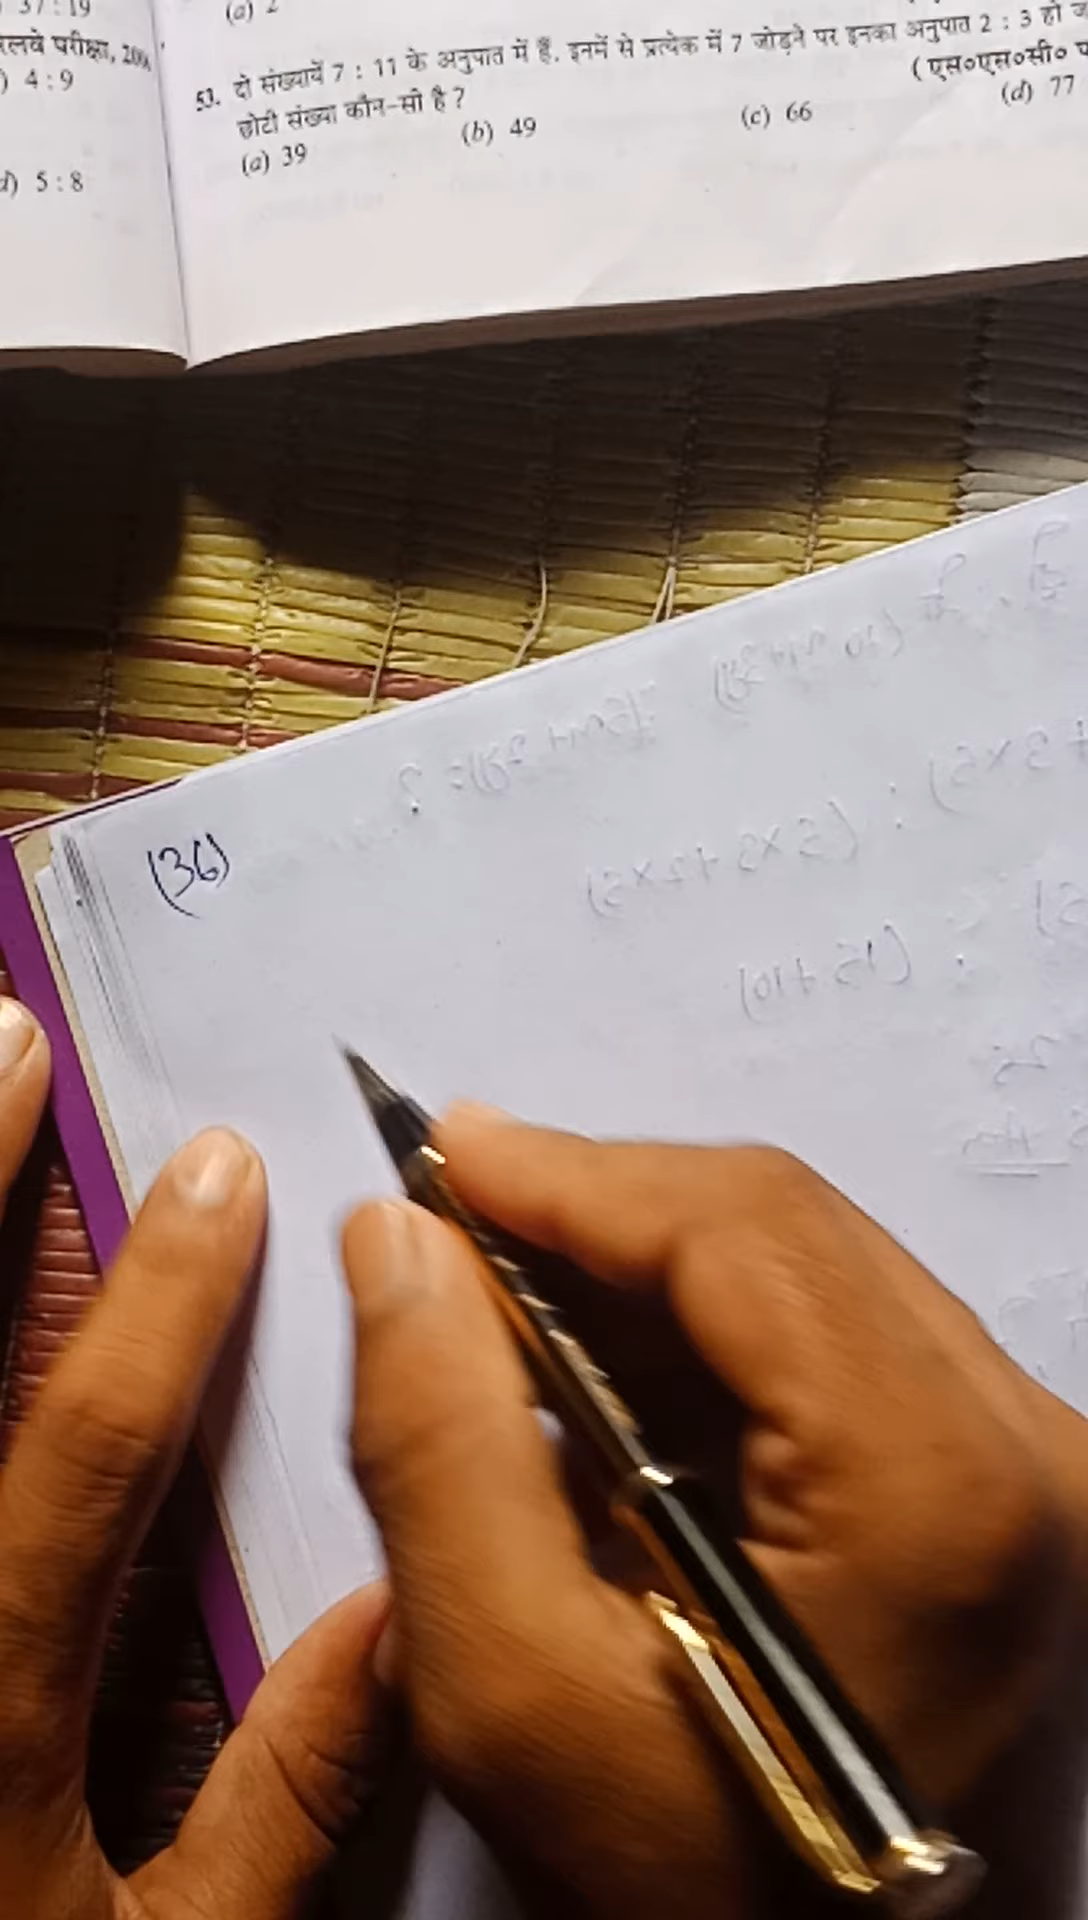 37 : 19
(a) 2
परीक्षा, 200
) 4 : 9
53. दो संख्यायें 7 : 11 के अनुपात में हैं. इनमें से प्रत्येक में 7 जोड़ने पर इनका अनुपात 2 : 3 हो
(एस०एस०सी०
छोटी संख्या कौन-सी है ?
(a) 39 (b) 49 (c) 66 (d) 77
) 5 : 8
(36)